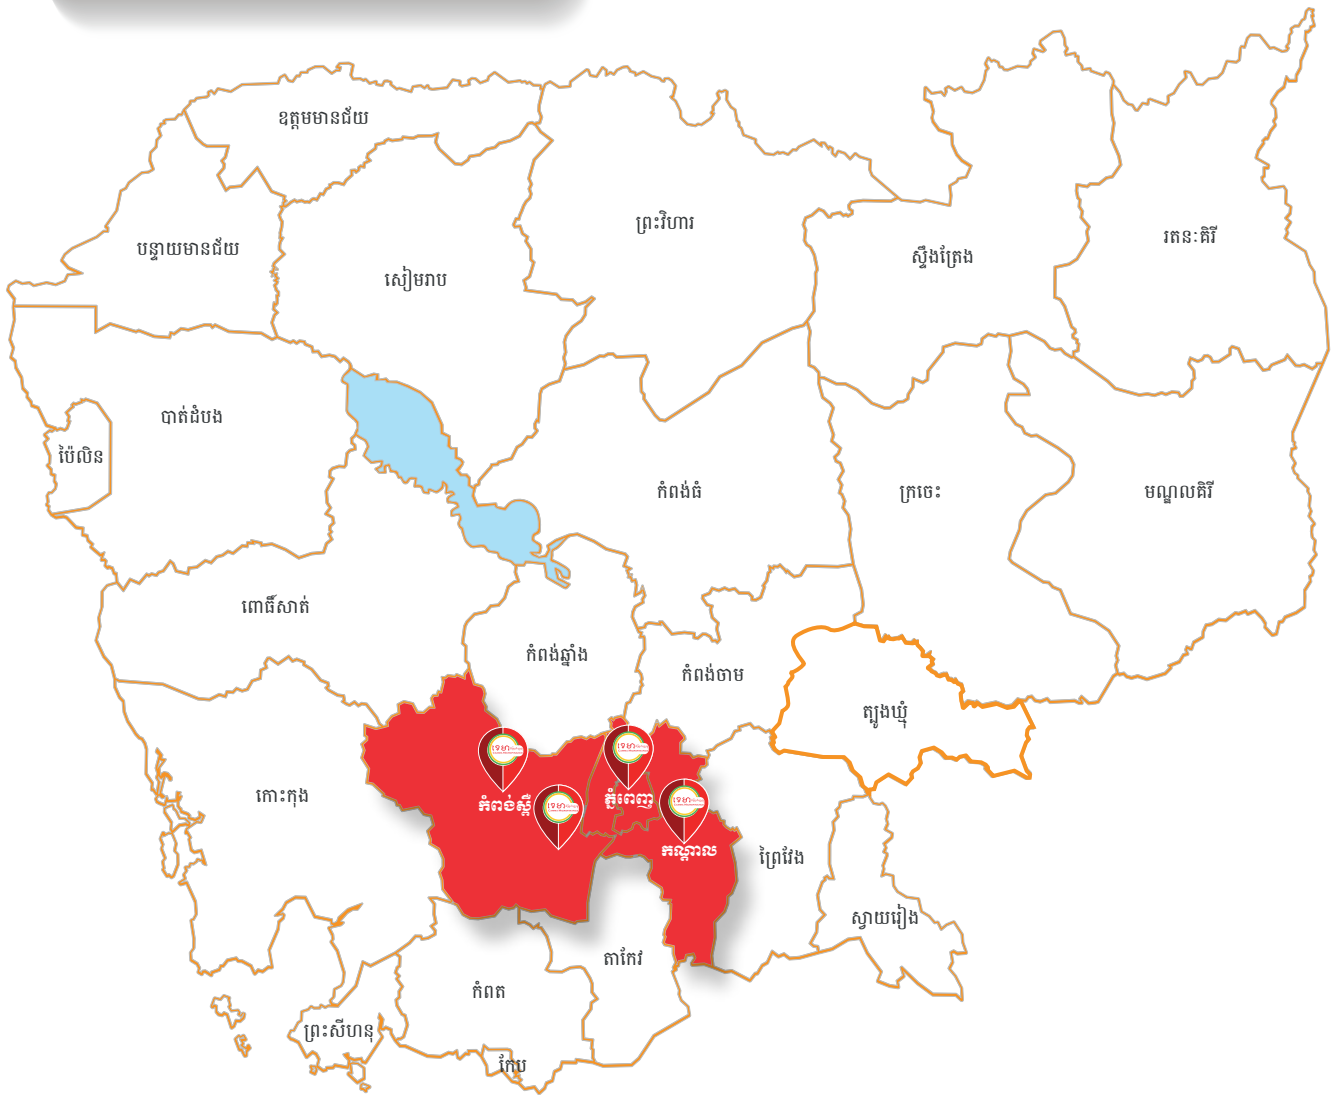 ឧត្តមមានជ័យ
ព្រះវិហារ
រតនៈគិរី
បន្ទាយមានជ័យ
ស្ទឹងត្រែង
សៀមរាប
បាត់ដំបង
ប៉ៃលិន
កំពង់ធំ
ក្រចេះ
មណ្ឌលគិរី
ពោធិ៍សាត់
កំពង់ឆ្នាំង
កំពង់ចាម
ត្បូងឃ្មុំ
កោះកុង
កំពង់ស្ពឺ
ភ្នំពេញ
កណ្តាល
ព្រៃវែង
ស្វាយរៀង
តាកែវ
កំពត
ព្រះសីហនុ
កែប